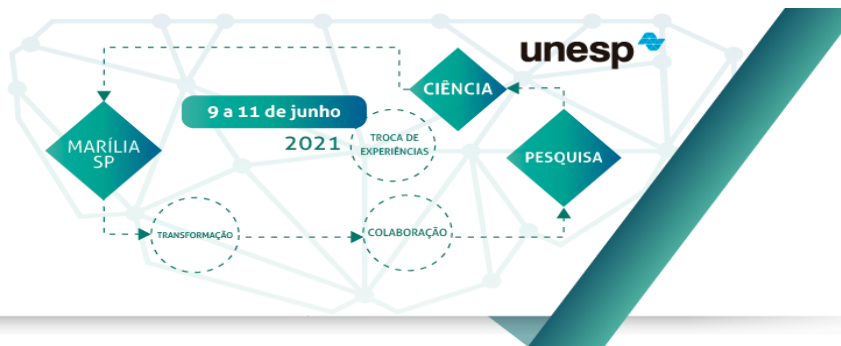 unesp
CIÊNCIA
9 a 11 de junho
2021
TROCA DE
EXPERIÊNCIAS
MARÍLIA
SP
PESQUISA
TRANSFORMAÇÃO
COLABORAÇÃO